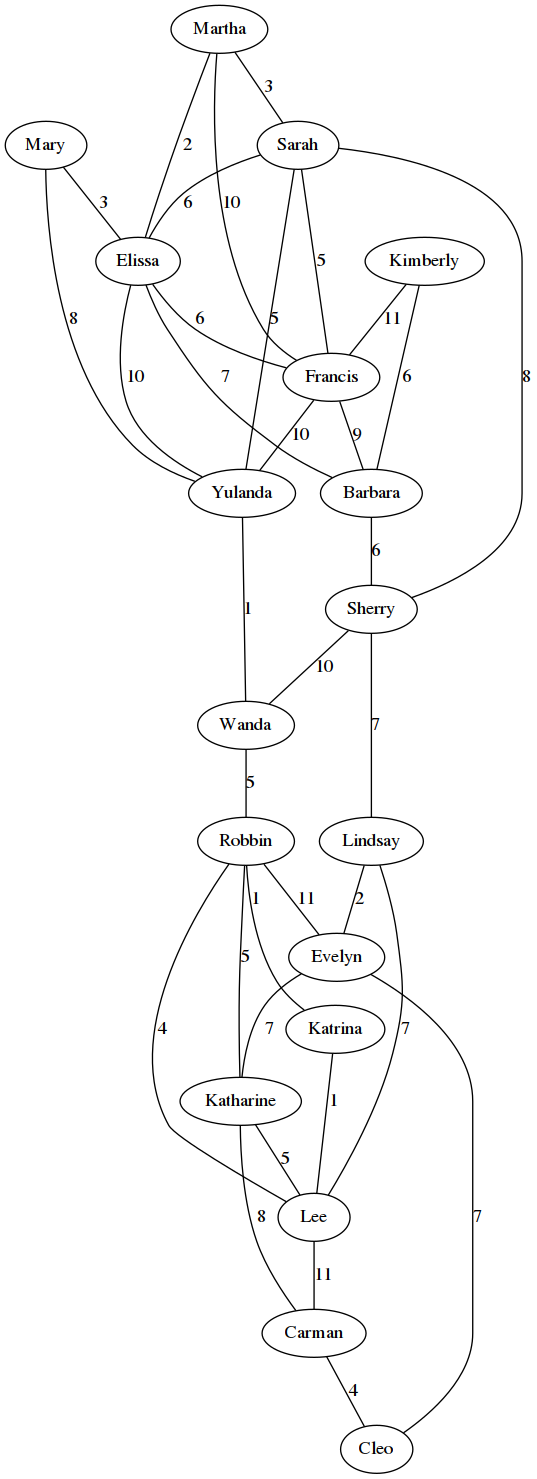 Martha
3
Mary
Sarah
3
2
6
10
Elissa
5
Kimberly
8
6
5
11
10
7
6
8
Francis
10
9
Yulanda
Barbara
6
1
Sherry
10
Wanda
7
5
Robbin
Lindsay
1
11
2
5
Evelyn
4
7
Katrina
7
Katharine
1
5
8
Lee
7
11
Carman
4
Cleo